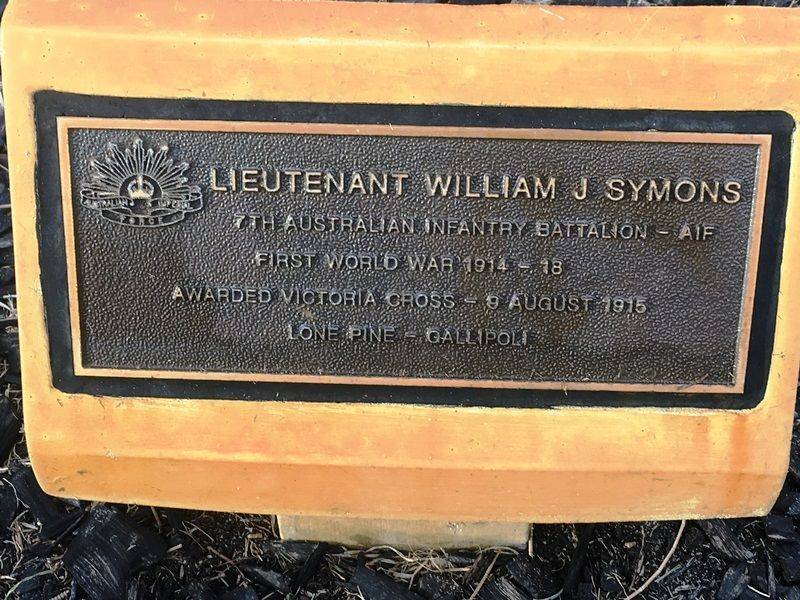 LIEUTENANT WILLIAM J SYMONS
7TH AUSTRALIAN INFANTRY BATTALION - AIF
FIRST WORLD WAR 1914 - 18
AWARDED VICTORIA CROSS - 9 AUGUST 1915
LONE PINE - GALLIPOLI